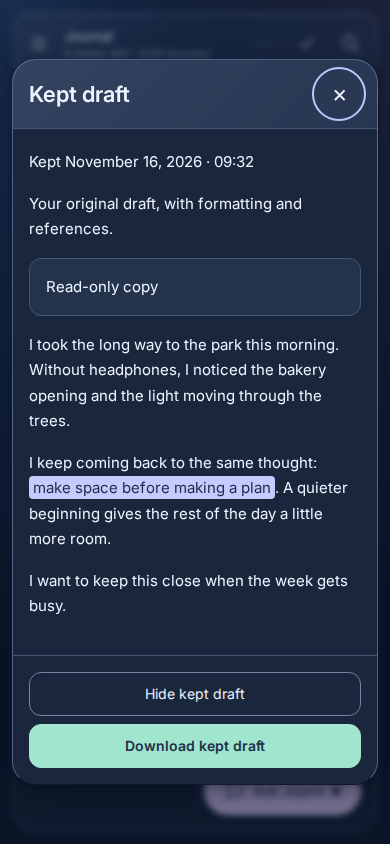 Journal
Kept draft
Kept November 16, 2026 · 09:32
Your original draft, with formatting and
references.
Read-only copy
I took the long way to the park this morning.
Without headphones, I noticed the bakery
opening and the light moving through the
trees.
I keep coming back to the same thought:
make space before making a plan. A quieter
beginning gives the rest of the day a little
more room.
I want to keep this close when the week gets
busy.
Hide kept draft
Download kept draft